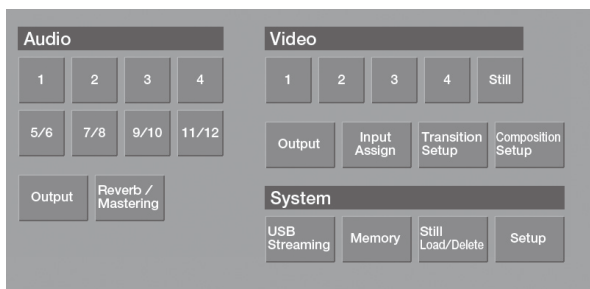 Audio
1 2 3 4
5/6 7/8 9/10 11/12
Output
Reverb /
Mastering
Video
1 2 3 4 Still
Output
Input
Assign
Transition
Setup
Composition
Setup
System
USB
Streaming
Memory
Still
Load/Delete
Setup